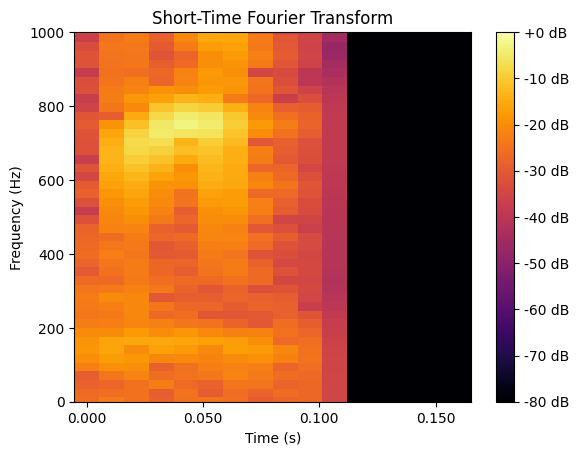 Short-Time Fourier Transform
1000
800
600
400
200
0
Frequency (Hz)
0.000
0.050
0.100
0.150
Time (s)
+0 dB
-10 dB
-20 dB
-30 dB
-40 dB
-50 dB
-60 dB
-70 dB
-80 dB